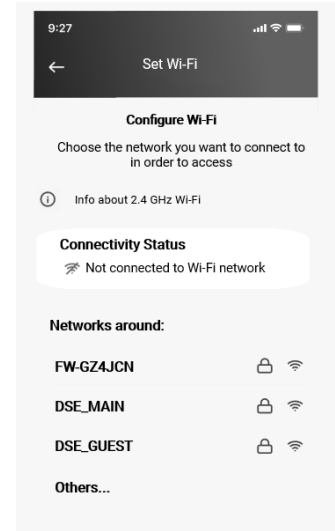 9:27
Set Wi-Fi
Configure Wi-Fi
Choose the network you want to connect to
in order to access
Info about 2.4 GHz Wi-Fi
Connectivity Status
Not connected to Wi-Fi network
Networks around:
FW-GZ4JCN
DSE_MAIN
DSE_GUEST
Others...